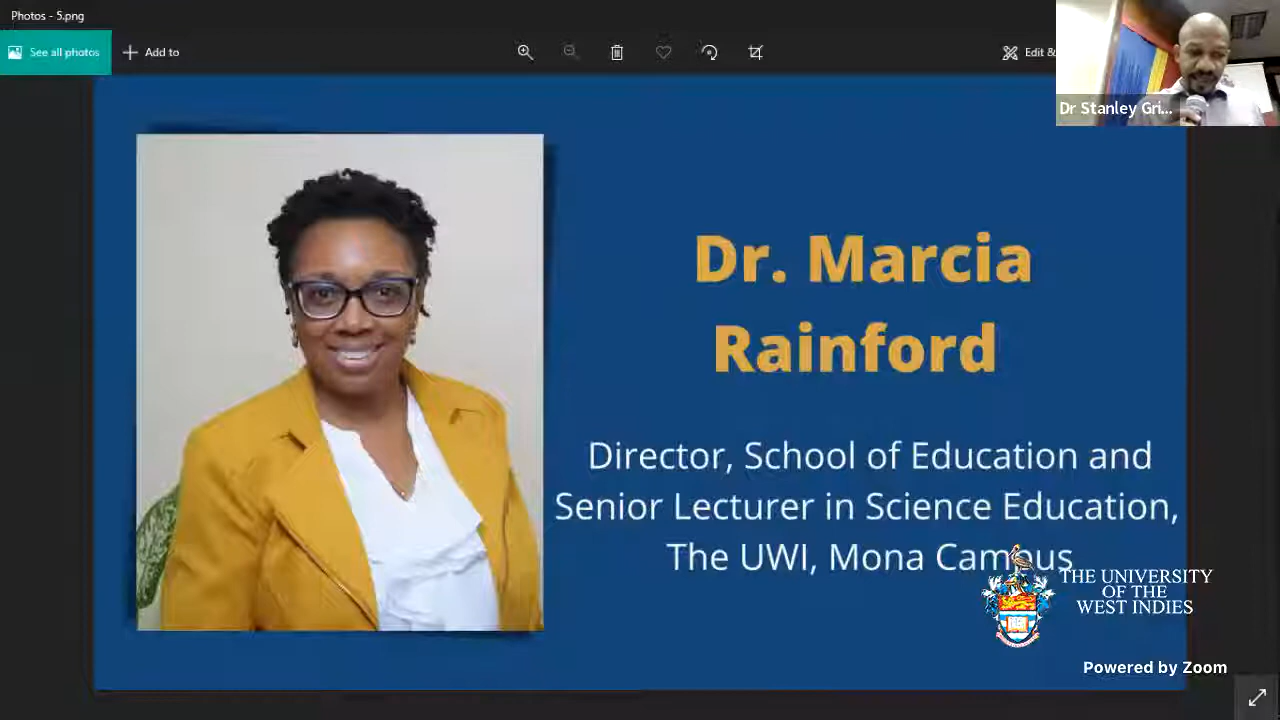 Photos - 5.png
See all photos
Add to
Edit &
Dr Stanley Gri...
Dr. Marcia
Rainford
Director, School of Education and
Senior Lecturer in Science Education,
The UWI, Mona Campus
THE UNIVERSITY
OF THE
WEST INDIES
Powered by Zoom